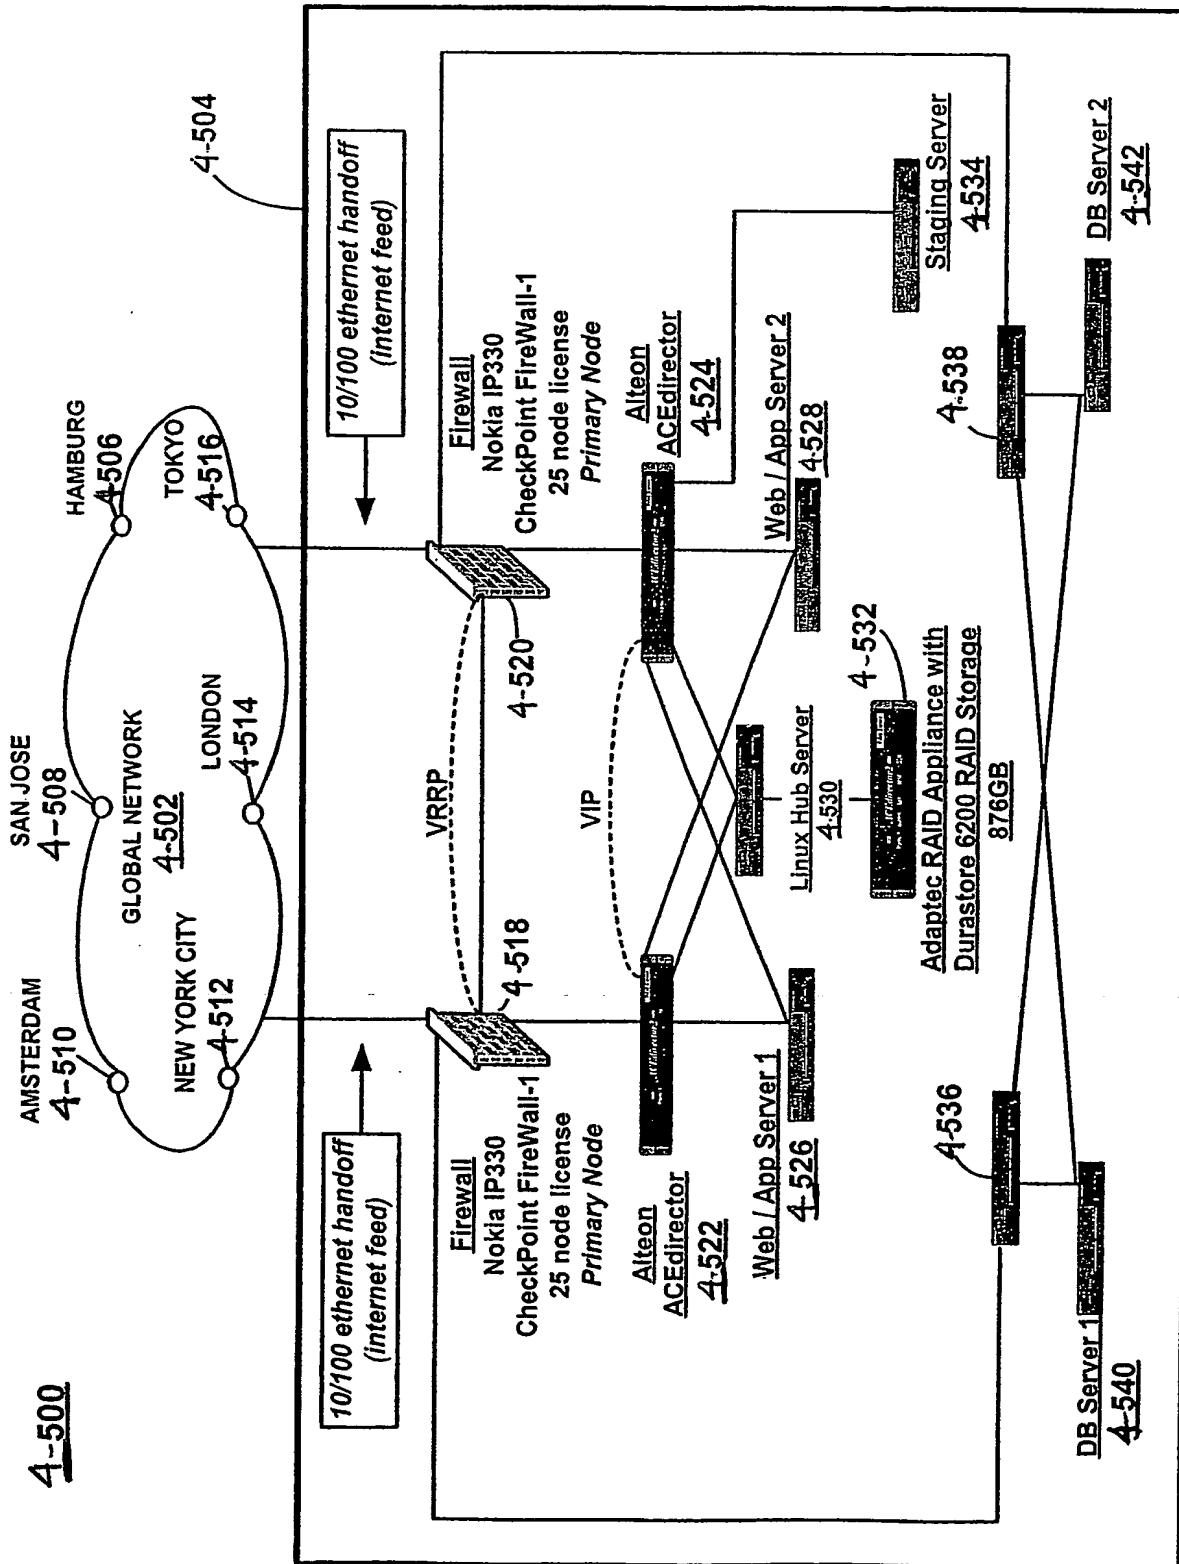 4-500
AMSTERDAM
4-510
SAN JOSE
4-508
HAMBURG
4-506
GLOBAL NETWORK
4-502
NEW YORK CITY
4-512
LONDON
4-514
TOKYO
4-516
4-504
10/100 ethernet handoff
(internet feed)
10/100 ethernet handoff
(internet feed)
VRRP
Firewall
Nokia IP330
CheckPoint FireWall-1
25 node license
Primary Node
4-518
4-520
Firewall
Nokia IP330
CheckPoint FireWall-1
25 node license
Primary Node
VIP
Alteon
ACEdirector
4-522
Alteon
ACEdirector
4-524
Web / App Server 1
4-526
Web / App Server 2
4-528
Linux Hub Server
4-530
4-532
Adaptec RAID Appliance with
Durastore 6200 RAID Storage
876GB
Staging Server
4-534
4-536
4-538
DB Server 1
4-540
DB Server 2
4-542